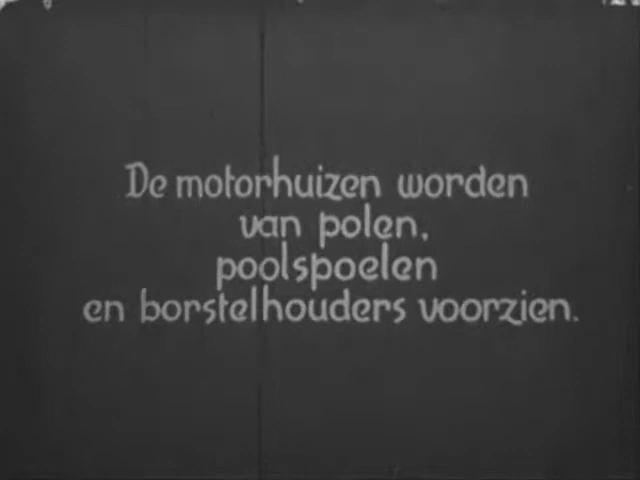 De motorhuizen worden
van polen,
poolspoelen
en borstelhouders voorzien.